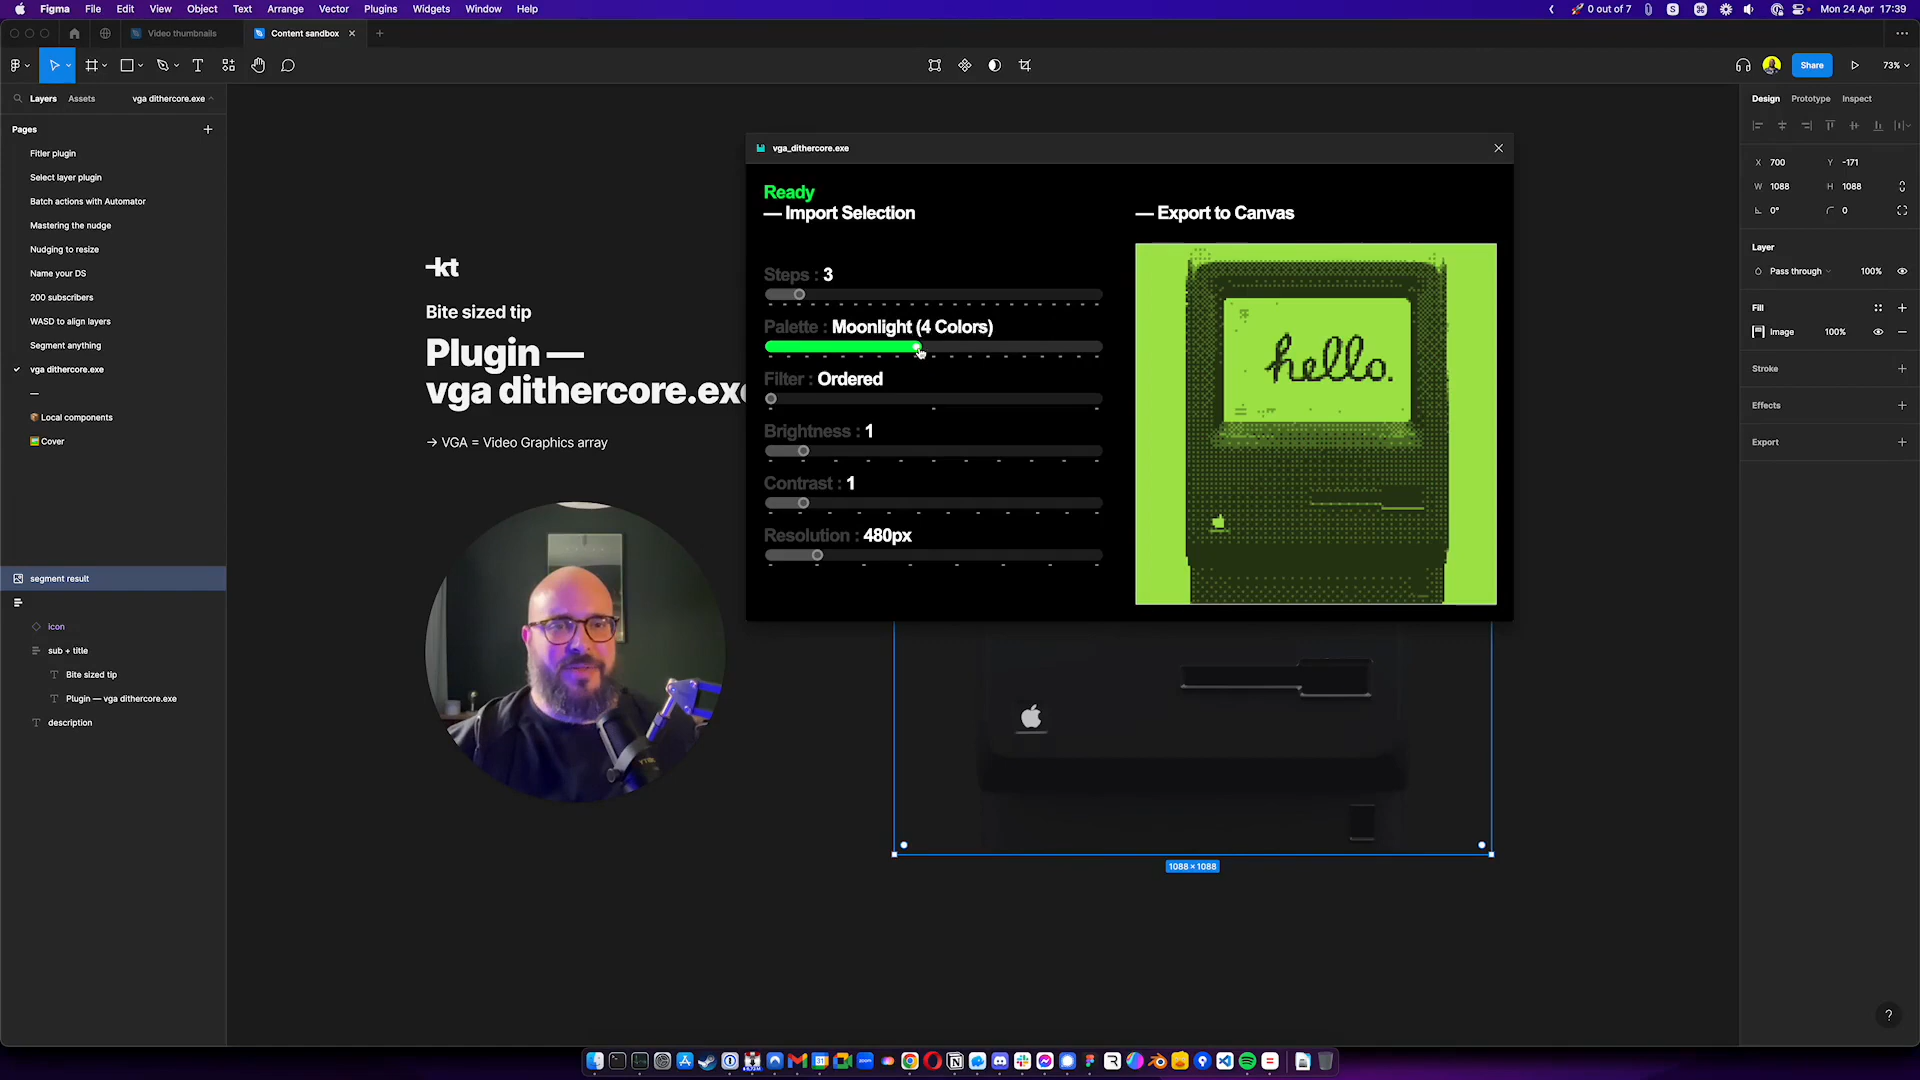 Figma File Edit View Object Text Arrange Vector Plugins Widgets Window Help
0 out of 7
Mon 24 Apr 17:39
Video thumbnails
Content sandbox
Share
73%
Layers Assets
vga dithercore.exe
Pages
Fitler plugin
Select layer plugin
Batch actions with Automator
Mastering the nudge
Nudging to resize
Name your DS
200 subscribers
WASD to align layers
Segment anything
vga dithercore.exe
—
Local components
Cover
segment result
icon
sub + title
Bite sized tip
Plugin — vga dithercore.exe
description
-kt
Bite sized tip
Plugin —
vga dithercore.exe
→ VGA = Video Graphics array
vga_dithercore.exe
Ready
— Import Selection
Steps : 3
Palette : Moonlight (4 Colors)
Filter : Ordered
Brightness : 1
Contrast : 1
Resolution : 480px
— Export to Canvas
hello.
1088 × 1088
Design Prototype Inspect
X 700 Y -171
W 1088 H 1088
0° 0
Layer
Pass through 100%
Fill
Image 100%
Stroke
Effects
Export
?